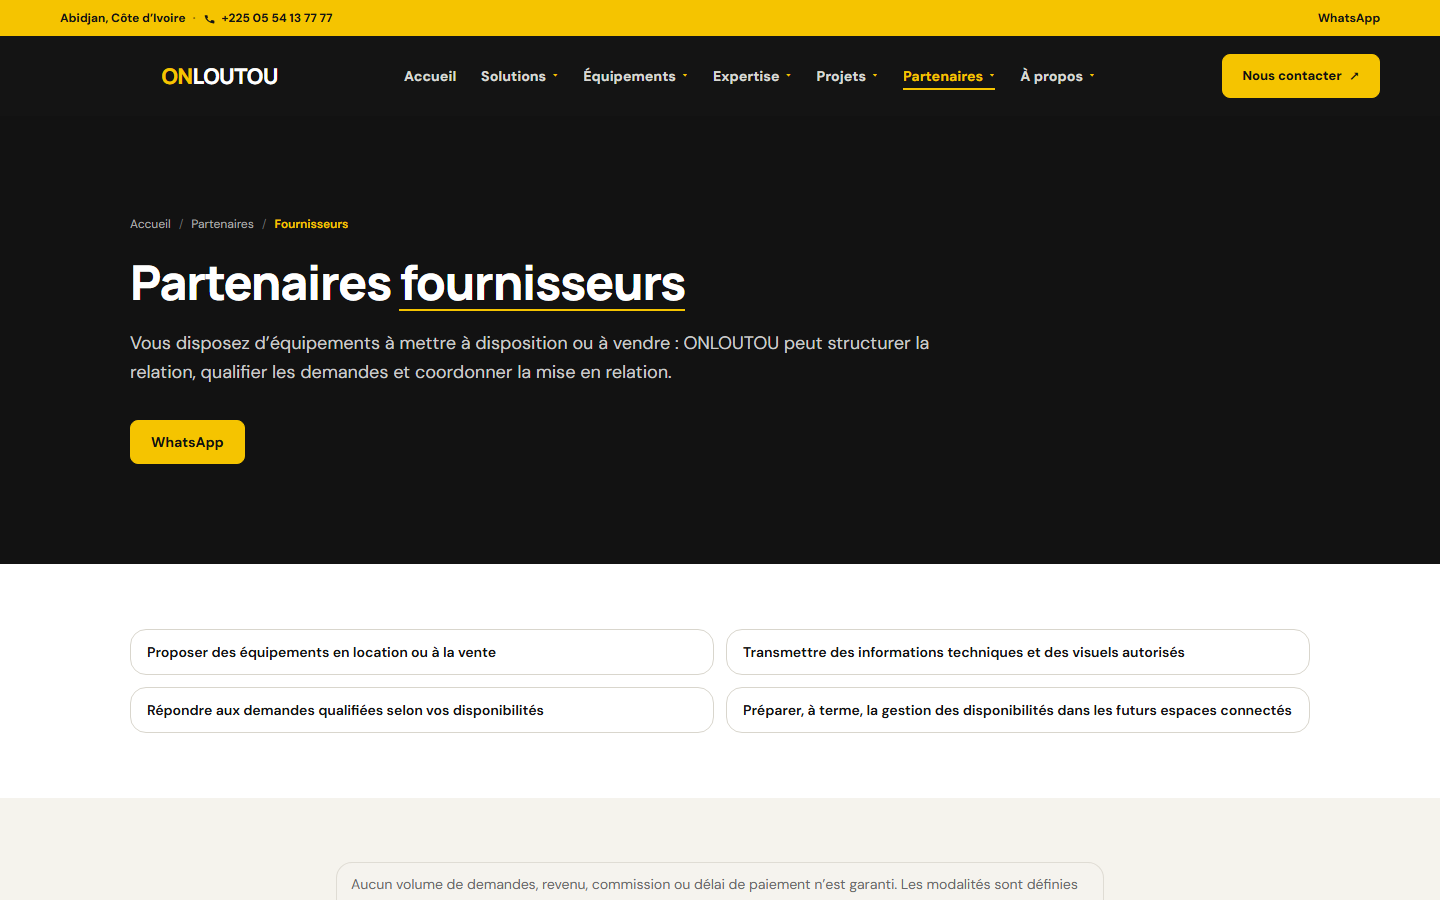 Abidjan, Côte d’Ivoire · +225 05 54 13 77 77
WhatsApp
ONLOUTOU
Accueil
Solutions
Équipements
Expertise
Projets
Partenaires
À propos
Nous contacter ↗
Accueil / Partenaires / Fournisseurs
Partenaires fournisseurs
Vous disposez d’équipements à mettre à disposition ou à vendre : ONLOUTOU peut structurer la
relation, qualifier les demandes et coordonner la mise en relation.
WhatsApp
Proposer des équipements en location ou à la vente
Transmettre des informations techniques et des visuels autorisés
Répondre aux demandes qualifiées selon vos disponibilités
Préparer, à terme, la gestion des disponibilités dans les futurs espaces connectés
Aucun volume de demandes, revenu, commission ou délai de paiement n’est garanti. Les modalités sont définies